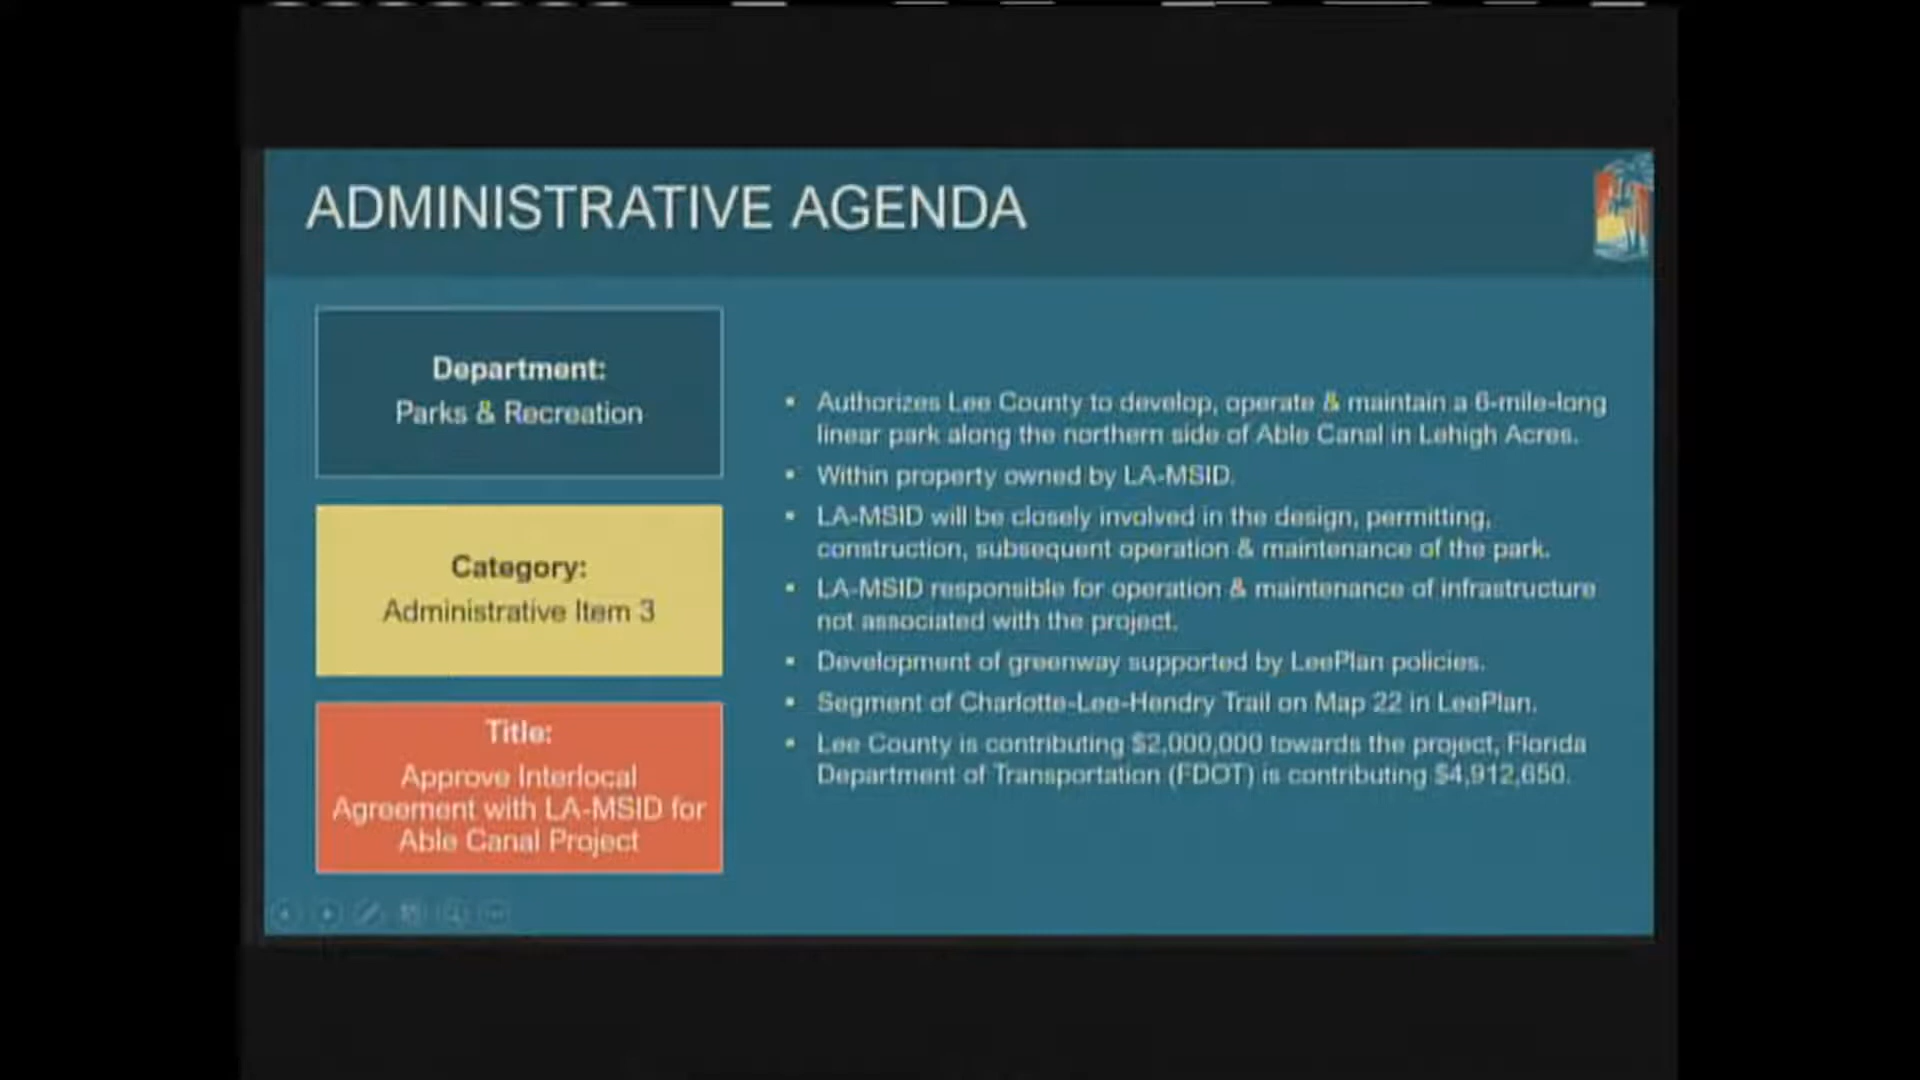 ADMINISTRATIVE AGENDA
Department:
Parks & Recreation
Category:
Administrative Item 3
Title:
Approve Interlocal
Agreement with LA-MSID for
Able Canal Project
• Authorizes Lee County to develop, operate & maintain a 6-mile-long
linear park along the northern side of Able Canal in Lehigh Acres.
• Within property owned by LA-MSID.
• LA-MSID will be closely involved in the design, permitting,
construction, subsequent operation & maintenance of the park.
• LA-MSID responsible for operation & maintenance of infrastructure
not associated with the project.
• Development of greenway supported by LeePlan policies.
• Segment of Charlotte-Lee-Hendry Trail on Map 22 in LeePlan.
• Lee County is contributing $2,000,000 towards the project, Florida
Department of Transportation (FDOT) is contributing $4,912,650.